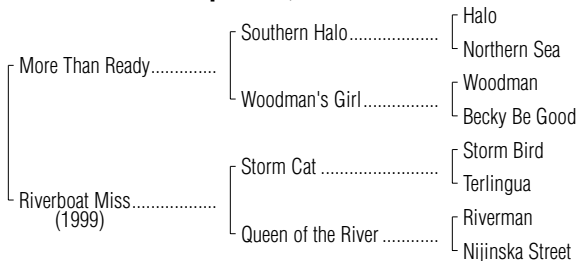 Halo
Southern Halo...................
Northern Sea
More Than Ready..............
Woodman
Woodman's Girl................
Becky Be Good
Storm Bird
Storm Cat .........................
Terlingua
Riverboat Miss..................
(1999)
Riverman
Queen of the River ............
Nijinska Street